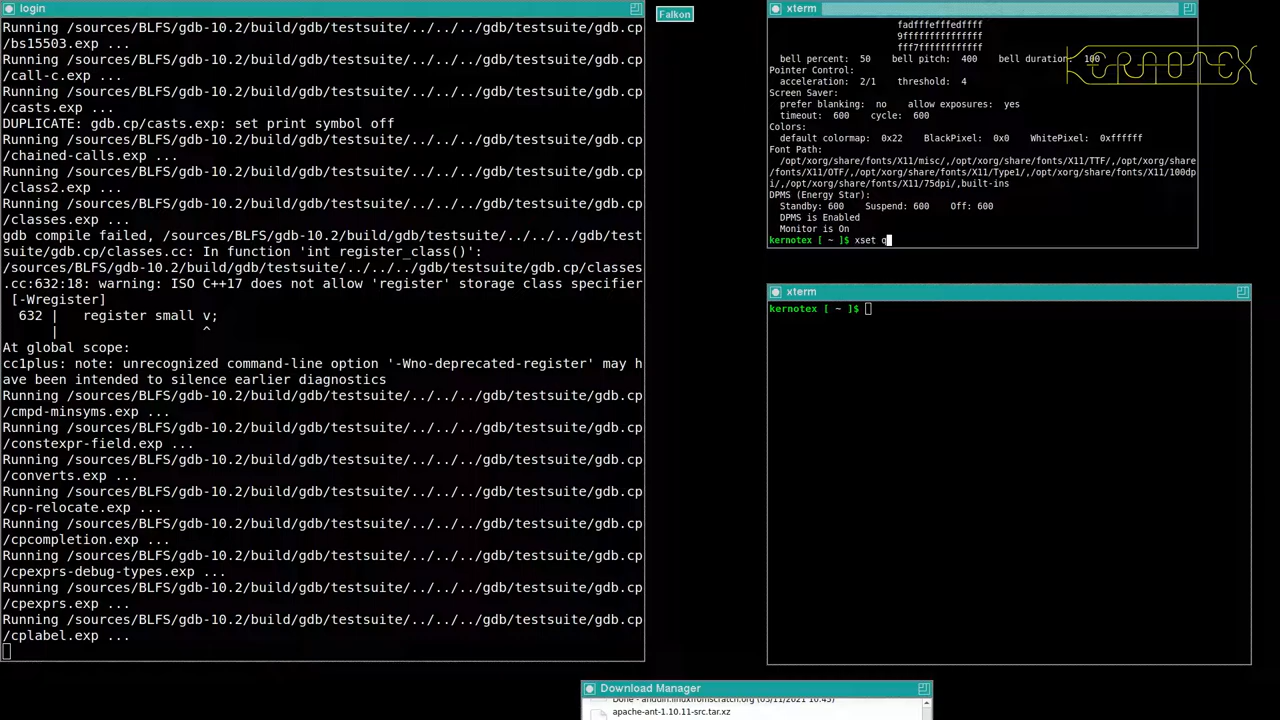 login
Running /sources/BLFS/gdb-10.2/build/gdb/testsuite/../../../gdb/testsuite/gdb.cp
/bs15503.exp ...
Running /sources/BLFS/gdb-10.2/build/gdb/testsuite/../../../gdb/testsuite/gdb.cp
/call-c.exp ...
Running /sources/BLFS/gdb-10.2/build/gdb/testsuite/../../../gdb/testsuite/gdb.cp
/casts.exp ...
DUPLICATE: gdb.cp/casts.exp: set print symbol off
Running /sources/BLFS/gdb-10.2/build/gdb/testsuite/../../../gdb/testsuite/gdb.cp
/chained-calls.exp ...
Running /sources/BLFS/gdb-10.2/build/gdb/testsuite/../../../gdb/testsuite/gdb.cp
/class2.exp ...
Running /sources/BLFS/gdb-10.2/build/gdb/testsuite/../../../gdb/testsuite/gdb.cp
/classes.exp ...
gdb compile failed, /sources/BLFS/gdb-10.2/build/gdb/testsuite/../../../gdb/test
suite/gdb.cp/classes.cc: In function 'int register_class()':
/sources/BLFS/gdb-10.2/build/gdb/testsuite/../../../gdb/testsuite/gdb.cp/classes
.cc:632:18: warning: ISO C++17 does not allow 'register' storage class specifier
[-Wregister]
632 |   register small v;
|                  ^
At global scope:
cc1plus: note: unrecognized command-line option '-Wno-deprecated-register' may h
ave been intended to silence earlier diagnostics
Running /sources/BLFS/gdb-10.2/build/gdb/testsuite/../../../gdb/testsuite/gdb.cp
/cmpd-minsyms.exp ...
Running /sources/BLFS/gdb-10.2/build/gdb/testsuite/../../../gdb/testsuite/gdb.cp
/constexpr-field.exp ...
Running /sources/BLFS/gdb-10.2/build/gdb/testsuite/../../../gdb/testsuite/gdb.cp
/converts.exp ...
Running /sources/BLFS/gdb-10.2/build/gdb/testsuite/../../../gdb/testsuite/gdb.cp
/cp-relocate.exp ...
Running /sources/BLFS/gdb-10.2/build/gdb/testsuite/../../../gdb/testsuite/gdb.cp
/cpcompletion.exp ...
Running /sources/BLFS/gdb-10.2/build/gdb/testsuite/../../../gdb/testsuite/gdb.cp
/cpexprs-debug-types.exp ...
Running /sources/BLFS/gdb-10.2/build/gdb/testsuite/../../../gdb/testsuite/gdb.cp
/cpexprs.exp ...
Running /sources/BLFS/gdb-10.2/build/gdb/testsuite/../../../gdb/testsuite/gdb.cp
/cplabel.exp ...
Falkon
xterm
fadfffefffedffff
9fffffffffffffff
fff7ffffffffffff
bell percent:  50    bell pitch:  400    bell duration:  100
Pointer Control:
acceleration:  2/1    threshold:  4
Screen Saver:
prefer blanking:  no    allow exposures:  yes
timeout:  600    cycle:  600
Colors:
default colormap:  0x22    BlackPixel:  0x0    WhitePixel:  0xffffff
Font Path:
/opt/xorg/share/fonts/X11/misc/,/opt/xorg/share/fonts/X11/TTF/,/opt/xorg/share
/fonts/X11/OTF/,/opt/xorg/share/fonts/X11/Type1/,/opt/xorg/share/fonts/X11/100dp
i/,/opt/xorg/share/fonts/X11/75dpi/,built-ins
DPMS (Energy Star):
Standby: 600    Suspend: 600    Off: 600
DPMS is Enabled
Monitor is On
kernotex [ ~ ]$ xset q
KERNOTEX
xterm
kernotex [ ~ ]$
Download Manager
Done - anduin.linuxfromscratch.org (05/11/2021 10:43)
apache-ant-1.10.11-src.tar.xz